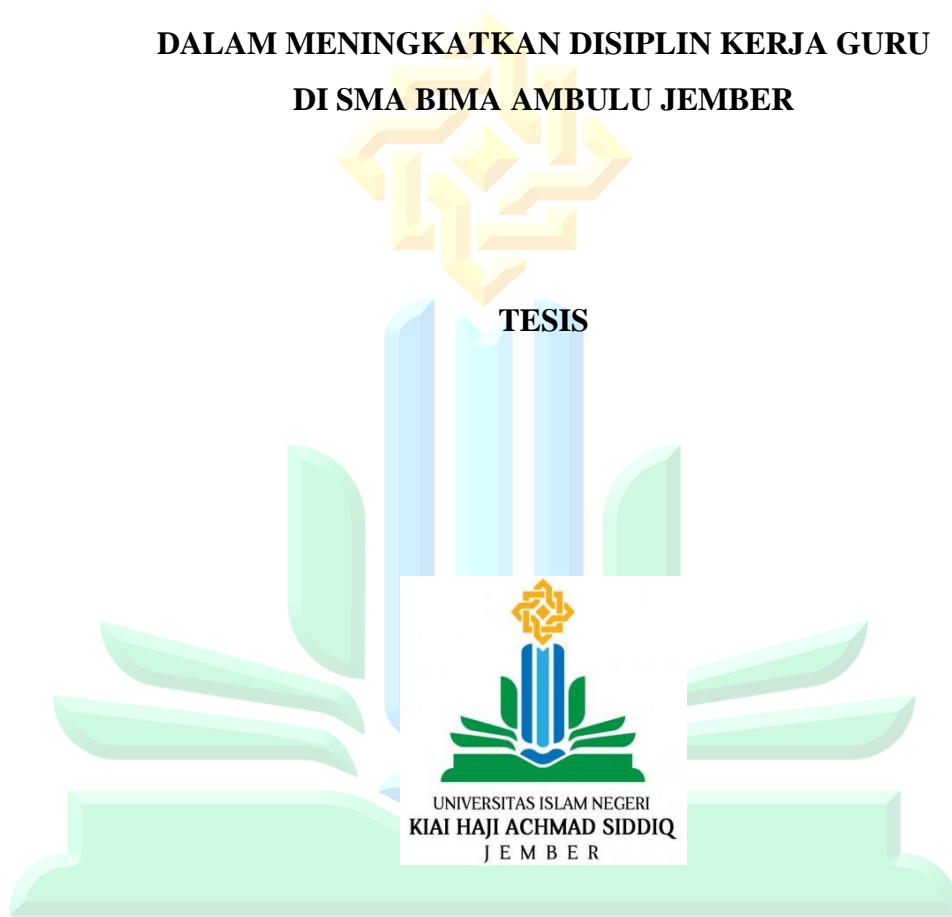 DALAM MENINGKATKAN DISIPLIN KERJA GURU
DI SMA BIMA AMBULU JEMBER
TESIS
UNIVERSITAS ISLAM NEGERI
KIAI HAJI ACHMAD SIDDIQ
JEMBER